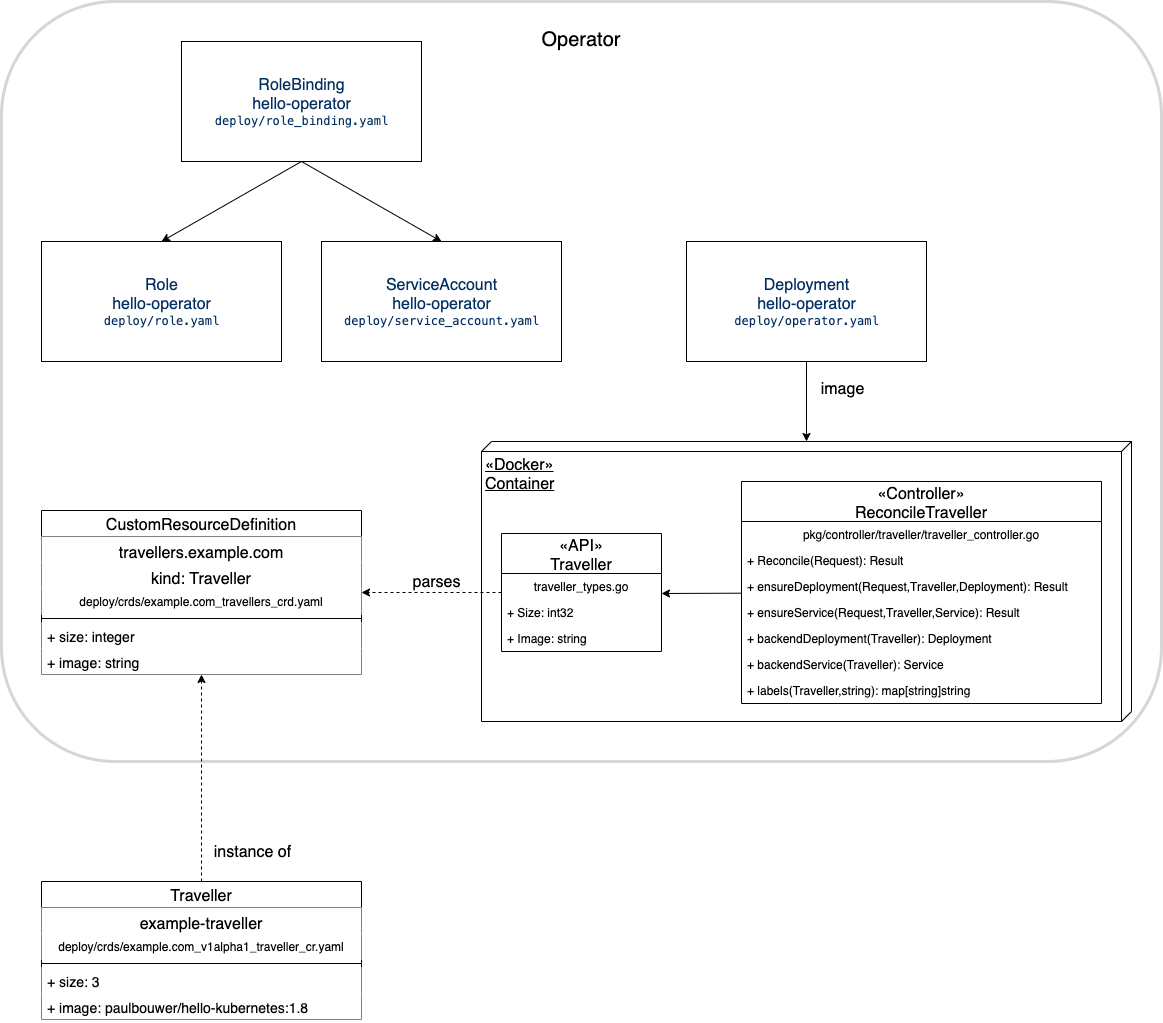 Operator
RoleBinding
hello-operator
deploy/role_binding.yaml
Role
hello-operator
deploy/role.yaml
ServiceAccount
hello-operator
deploy/service_account.yaml
Deployment
hello-operator
deploy/operator.yaml
image
«Docker»
Container
«Controller»
ReconcileTraveller
pkg/controller/traveller/traveller_controller.go
+ Reconcile(Request): Result
+ ensureDeployment(Request,Traveller,Deployment): Result
+ ensureService(Request,Traveller,Service): Result
+ backendDeployment(Traveller): Deployment
+ backendService(Traveller): Service
+ labels(Traveller,string): map[string]string
«API»
Traveller
traveller_types.go
+ Size: int32
+ Image: string
parses
CustomResourceDefinition
travellers.example.com
kind: Traveller
deploy/crds/example.com_travellers_crd.yaml
+ size: integer
+ image: string
instance of
Traveller
example-traveller
deploy/crds/example.com_v1alpha1_traveller_cr.yaml
+ size: 3
+ image: paulbouwer/hello-kubernetes:1.8